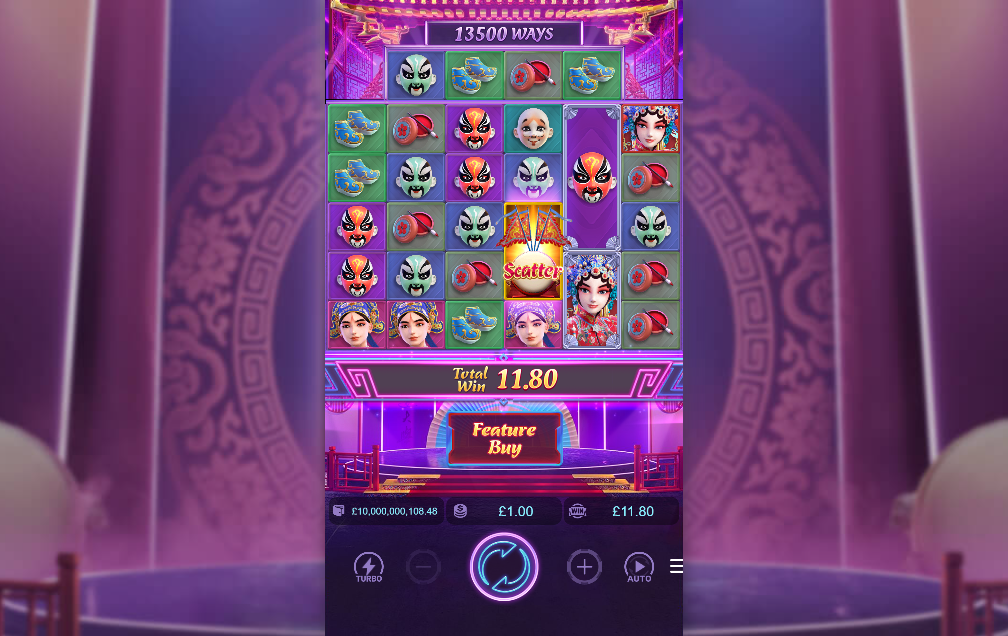 13500 WAYS
Scatter
Total Win 11.80
Feature
Buy
£10,000,000,108.48
£1.00
WIN
£11.80
TURBO
AUTO